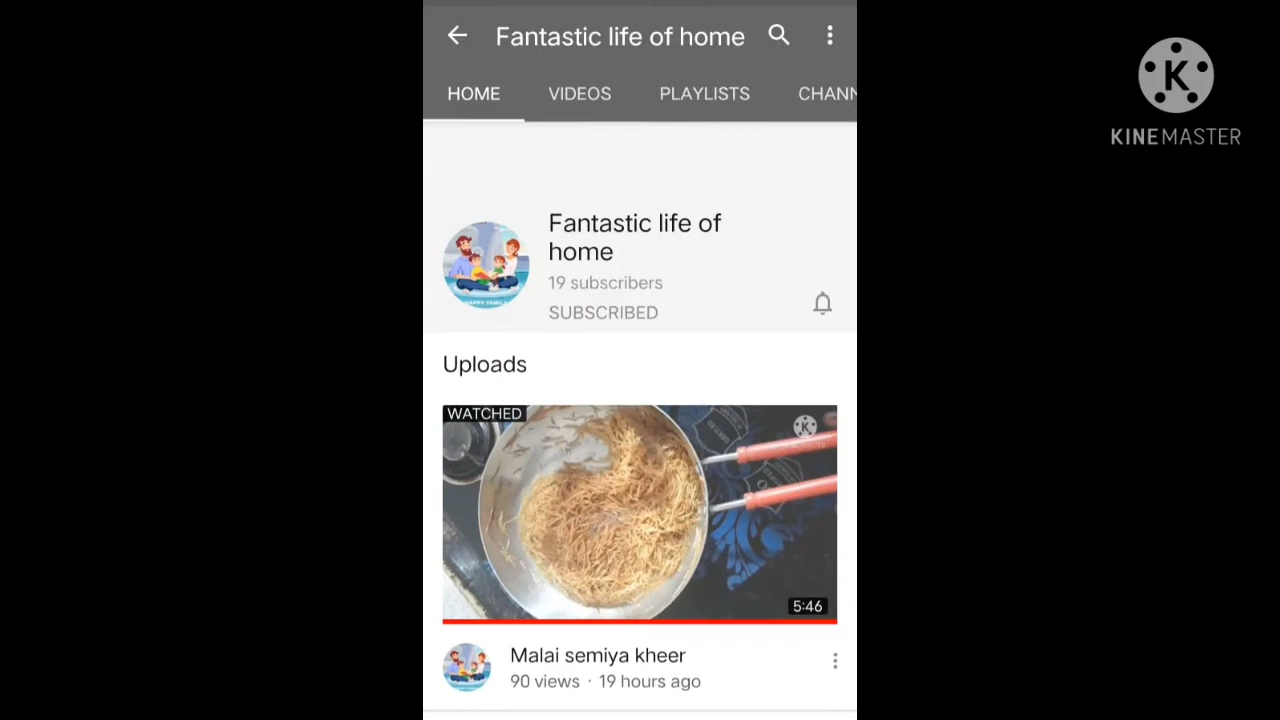 Fantastic life of home
HOME VIDEOS PLAYLISTS CHANN
KINEMASTER
Fantastic life of
home
19 subscribers
SUBSCRIBED
Uploads
WATCHED
5:46
Malai semiya kheer
90 views · 19 hours ago